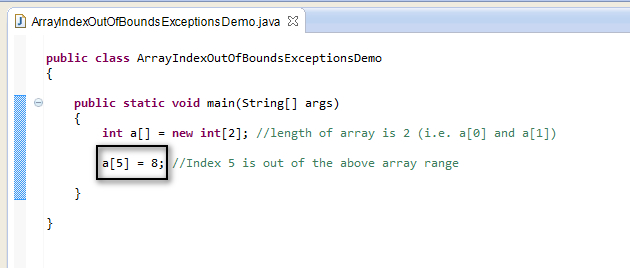 ArrayIndexOutOfBoundsExceptionsDemo.java
public class ArrayIndexOutOfBoundsExceptionsDemo
{
public static void main(String[] args)
{
int a[] = new int[2]; //length of array is 2 (i.e. a[0] and a[1])
a[5] = 8; //Index 5 is out of the above array range
}
}